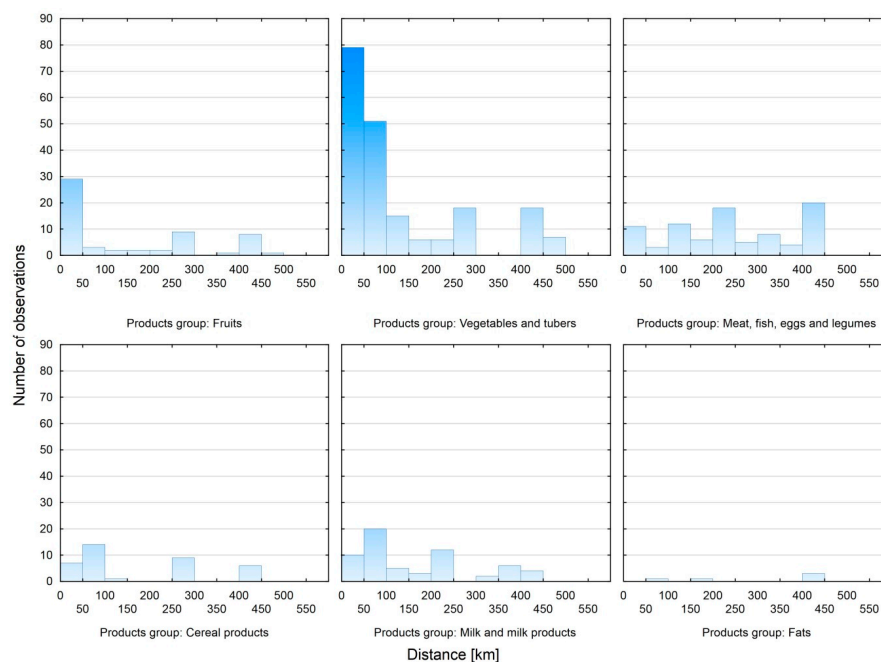 Number of observations
90
80
70
60
50
40
30
20
10
0
0 100 200 300 400 500 0 100 200 300 400 500 0 100 200 300 400 500
50 150 250 350 450 550 50 150 250 350 450 550 50 150 250 350 450 550
Products group: Fruits
Products group: Vegetables and tubers
Products group: Meat, fish, eggs and legumes
90
80
70
60
50
40
30
20
10
0
0 100 200 300 400 500 0 100 200 300 400 500 0 100 200 300 400 500
50 150 250 350 450 550 50 150 250 350 450 550 50 150 250 350 450 550
Products group: Cereal products
Products group: Milk and milk products
Products group: Fats
Distance [km]